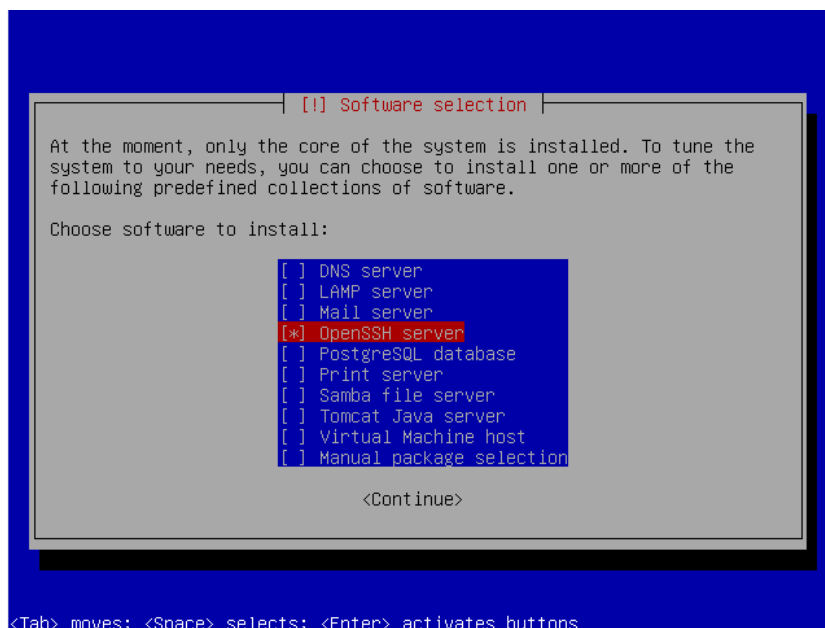 [!] Software selection
At the moment, only the core of the system is installed. To tune the
system to your needs, you can choose to install one or more of the
following predefined collections of software.
Choose software to install:
[ ] DNS server
[ ] LAMP server
[ ] Mail server
[*] OpenSSH server
[ ] PostgreSQL database
[ ] Print server
[ ] Samba file server
[ ] Tomcat Java server
[ ] Virtual Machine host
[ ] Manual package selection
<Continue>
<Tab> moves; <Space> selects; <Enter> activates buttons